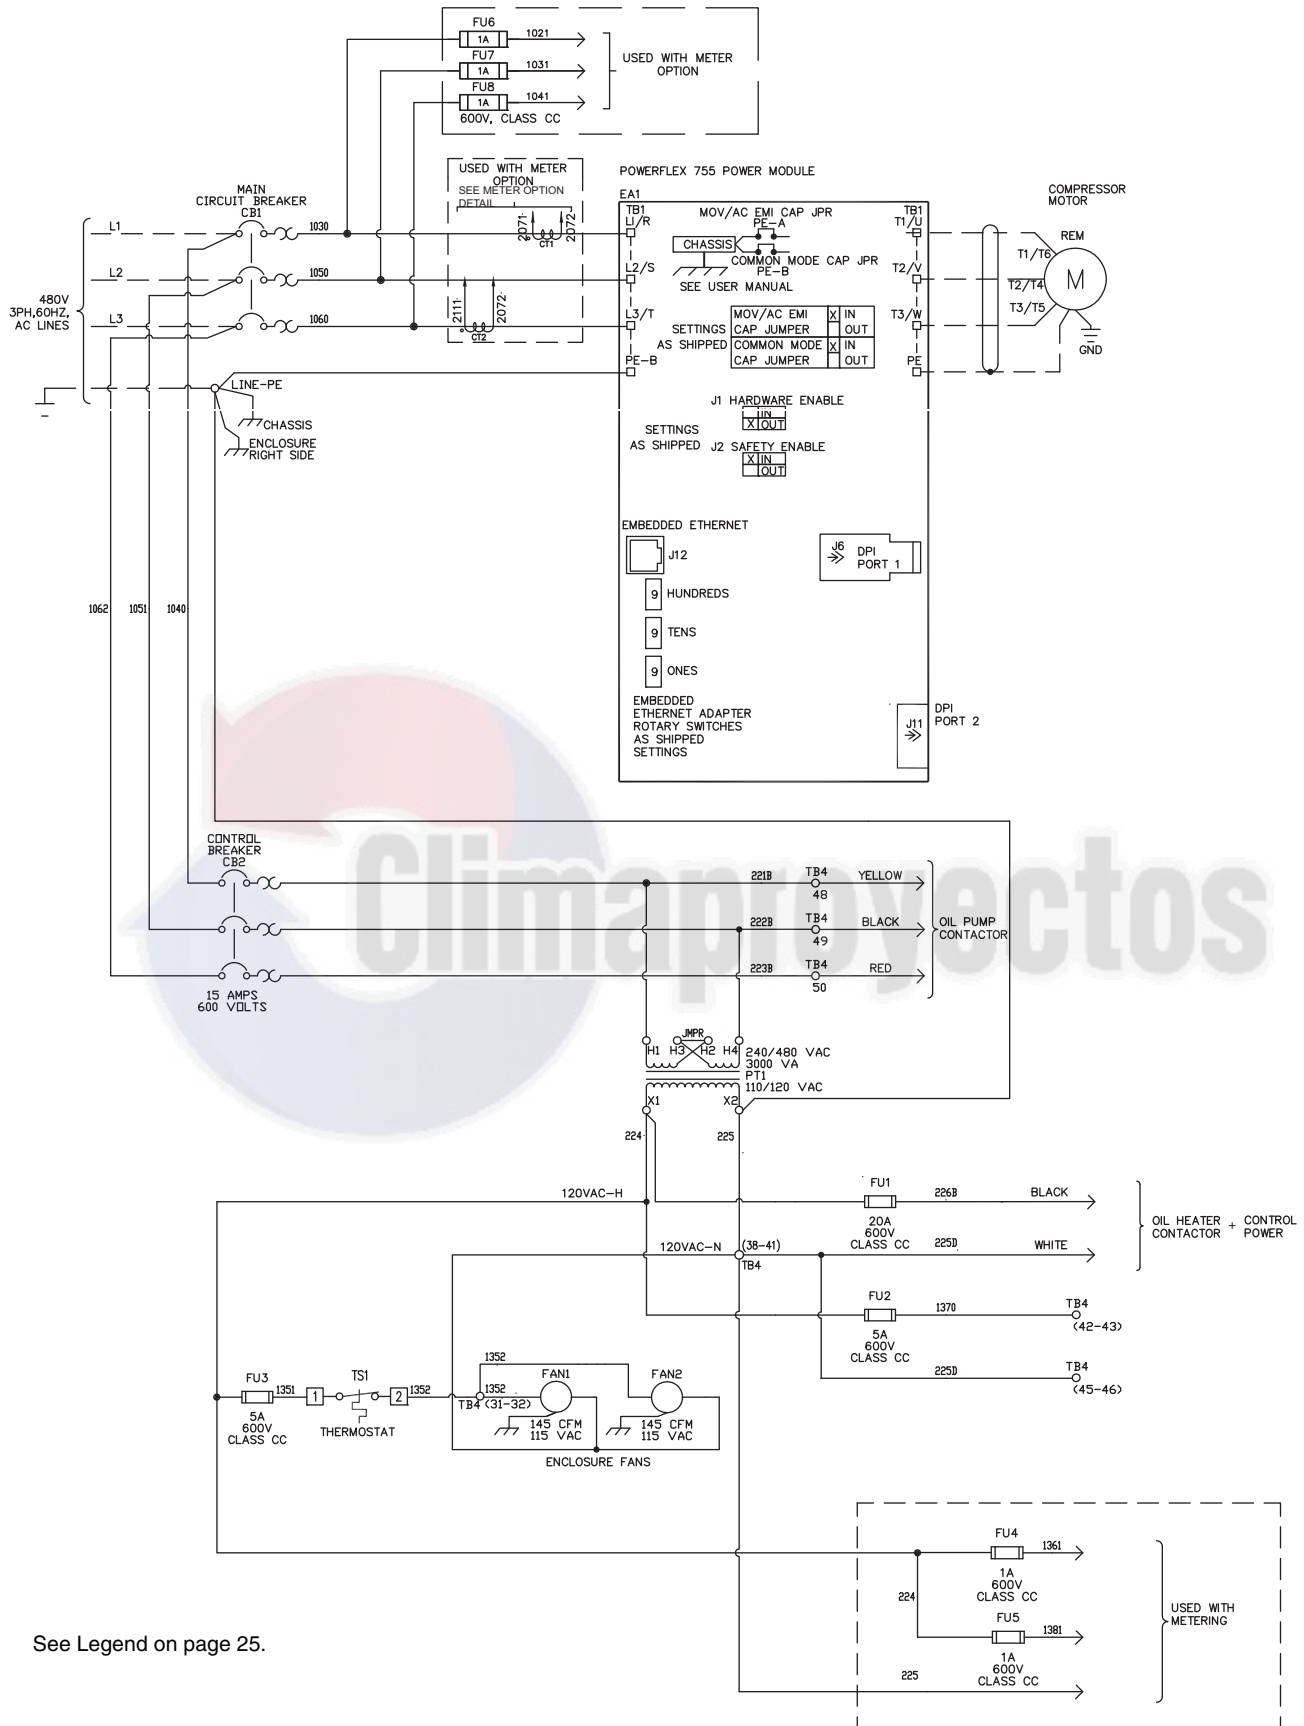 FU6
1A
1021
FU7
1A
1031
FU8
1A
1041
600V, CLASS CC
USED WITH METER
OPTION
USED WITH METER
OPTION
SEE METER OPTION
DETAIL
MAIN
CIRCUIT BREAKER
CB1
480V
3PH,60HZ,
AC LINES
L1
1030
2071
2072
CT1
L2
1050
2111
2072
L3
1060
CT2
LINE-PE
CHASSIS
ENCLOSURE
RIGHT SIDE
POWERFLEX 755 POWER MODULE
EA1
TB1
L1/R
MOV/AC EMI CAP JPR
PE-A
CHASSIS
COMMON MODE CAP JPR
PE-B
SEE USER MANUAL
TB1
T1/U
L2/S
T2/V
L3/T
T3/W
PE-B
PE
SETTINGS
AS SHIPPED
MOV/AC EMI X IN
CAP JUMPER OUT
COMMON MODE X IN
CAP JUMPER OUT
COMPRESSOR
MOTOR
REM
T1/T6
T2/T4
T3/T5
M
GND
J1 HARDWARE ENABLE
IN
X OUT
SETTINGS
AS SHIPPED
J2 SAFETY ENABLE
X IN
OUT
EMBEDDED ETHERNET
J12
J6
DPI
PORT 1
9 HUNDREDS
9 TENS
9 ONES
EMBEDDED
ETHERNET ADAPTER
ROTARY SWITCHES
AS SHIPPED
SETTINGS
J11
DPI
PORT 2
1062
1051
1040
CONTROL
BREAKER
CB2
15 AMPS
600 VOLTS
Climaproyectos
221B
TB4
48
YELLOW
222B
TB4
49
BLACK
223B
TB4
50
RED
OIL PUMP
CONTACTOR
JMPR
H1 H3 H2 H4
240/480 VAC
3000 VA
PT1
110/120 VAC
X1
X2
224
225
120VAC-H
FU1
20A
600V
CLASS CC
226B
BLACK
120VAC-N
(38-41)
TB4
225D
WHITE
OIL HEATER + CONTROL
CONTACTOR POWER
FU2
5A
600V
CLASS CC
1370
TB4
(42-43)
225D
TB4
(45-46)
FU3
5A
600V
CLASS CC
1351
1
TS1
THERMOSTAT
2
1352
1352
1352
TB4 (31-32)
FAN1
145 CFM
115 VAC
FAN2
145 CFM
115 VAC
ENCLOSURE FANS
FU4
1A
600V
CLASS CC
1361
224
FU5
1A
600V
CLASS CC
1381
225
USED WITH
METERING
See Legend on page 25.